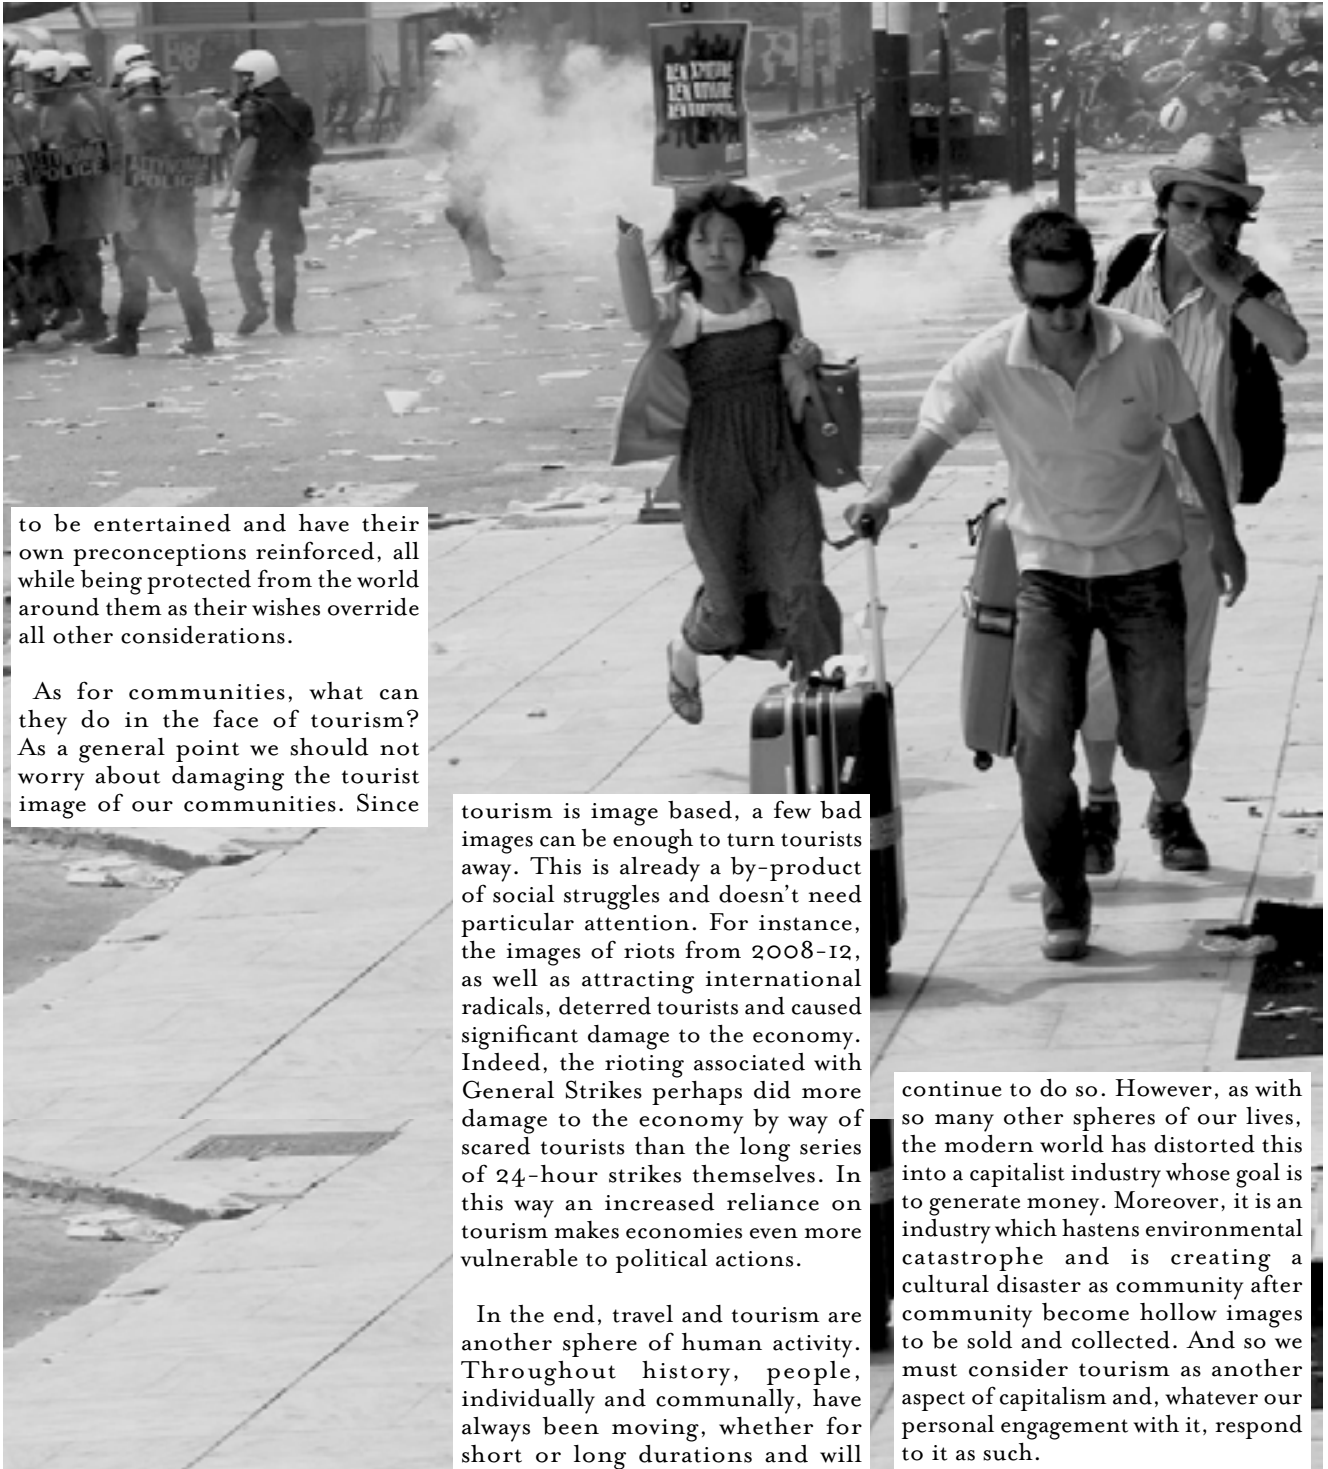 POLICE
POLICE
ΔΕΝ ΧΡΩΣΤΑΜΕ
ΔΕΝ ΠΟΥΛΑΜΕ
ΔΕΝ ΠΛΗΡΩΝΟΥΜΕ
to be entertained and have their
own preconceptions reinforced, all
while being protected from the world
around them as their wishes override
all other considerations.
As for communities, what can
they do in the face of tourism?
As a general point we should not
worry about damaging the tourist
image of our communities. Since
tourism is image based, a few bad
images can be enough to turn tourists
away. This is already a by-product
of social struggles and doesn't need
particular attention. For instance,
the images of riots from 2008-12,
as well as attracting international
radicals, deterred tourists and caused
significant damage to the economy.
Indeed, the rioting associated with
General Strikes perhaps did more
damage to the economy by way of
scared tourists than the long series
of 24-hour strikes themselves. In
this way an increased reliance on
tourism makes economies even more
vulnerable to political actions.
In the end, travel and tourism are
another sphere of human activity.
Throughout history, people,
individually and communally, have
always been moving, whether for
short or long durations and will
continue to do so. However, as with
so many other spheres of our lives,
the modern world has distorted this
into a capitalist industry whose goal is
to generate money. Moreover, it is an
industry which hastens environmental
catastrophe and is creating a
cultural disaster as community after
community become hollow images
to be sold and collected. And so we
must consider tourism as another
aspect of capitalism and, whatever our
personal engagement with it, respond
to it as such.